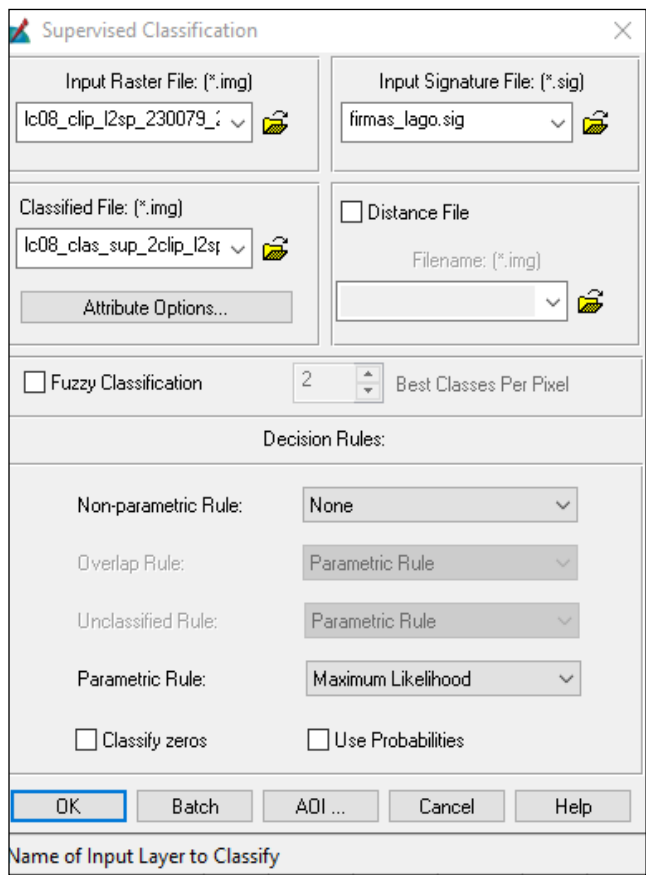 Supervised Classification
Input Raster File: (*.img)
Input Signature File: (*.sig)
lc08_clip_l2sp_230079_2
firmas_lago.sig
Classified File: (*.img)
Distance File
lc08_clas_sup_2clip_l2sp
Filename: (*.img)
Attribute Options...
Fuzzy Classification
2
Best Classes Per Pixel
Decision Rules:
Non-parametric Rule:
None
Overlap Rule:
Parametric Rule
Unclassified Rule:
Parametric Rule
Parametric Rule:
Maximum Likelihood
Classify zeros
Use Probabilities
OK
Batch
AOI ...
Cancel
Help
Name of Input Layer to Classify